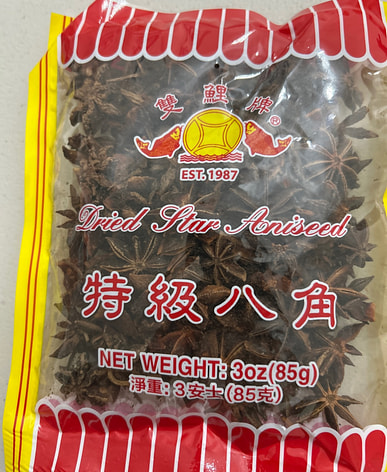 雙鯉牌®
EST. 1987
Dried Star Aniseed
特級八角
NET WEIGHT: 3oz(85g)
淨重: 3安士(85克)